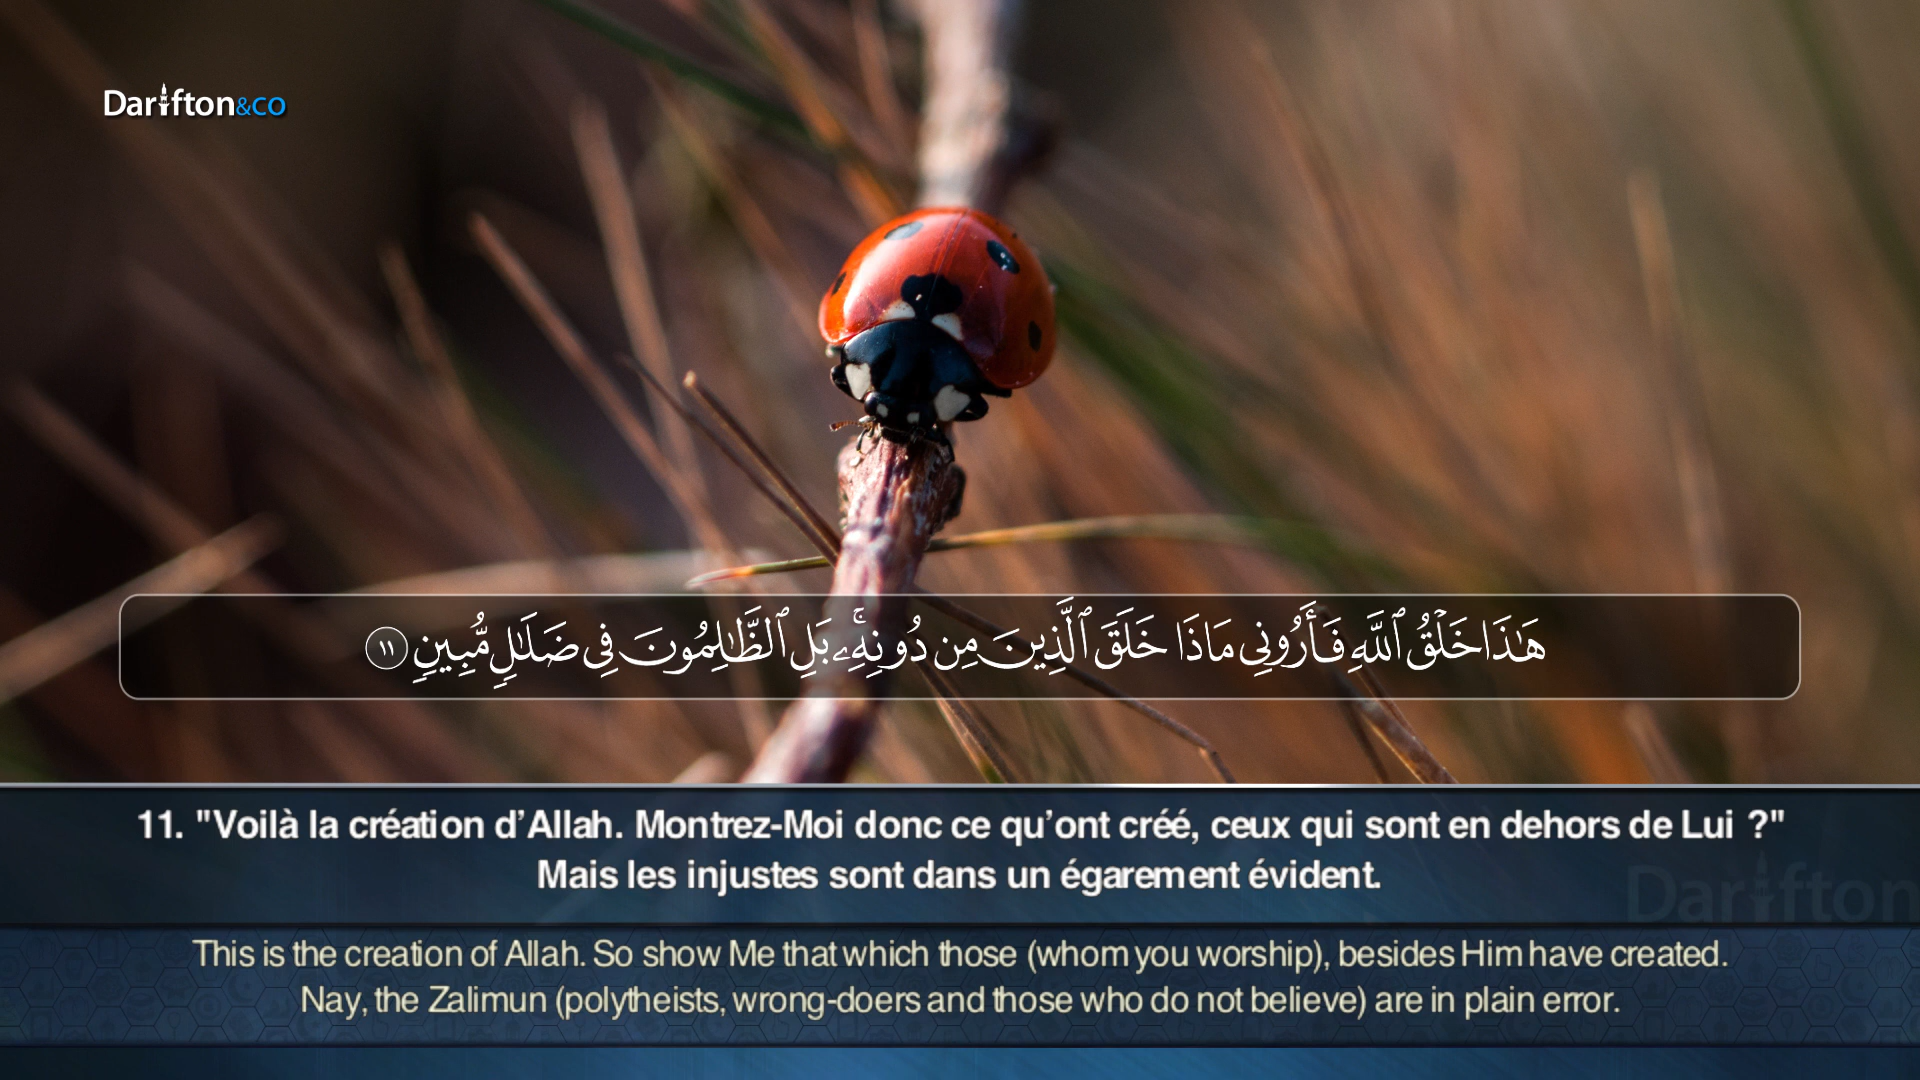 Darifton&co
هَٰذَا خَلْقُ ٱللَّهِ فَأَرُونِى مَاذَا خَلَقَ ٱلَّذِينَ مِن دُونِهِۦ ۚ بَلِ ٱلظَّٰلِمُونَ فِى ضَلَٰلٍ مُّبِينٍ ١١
11. "Voilà la création d’Allah. Montrez-Moi donc ce qu’ont créé, ceux qui sont en dehors de Lui ?"
Mais les injustes sont dans un égarement évident.
Darifton
This is the creation of Allah. So show Me that which those (whom you worship), besides Him have created.
Nay, the Zalimun (polytheists, wrong-doers and those who do not believe) are in plain error.